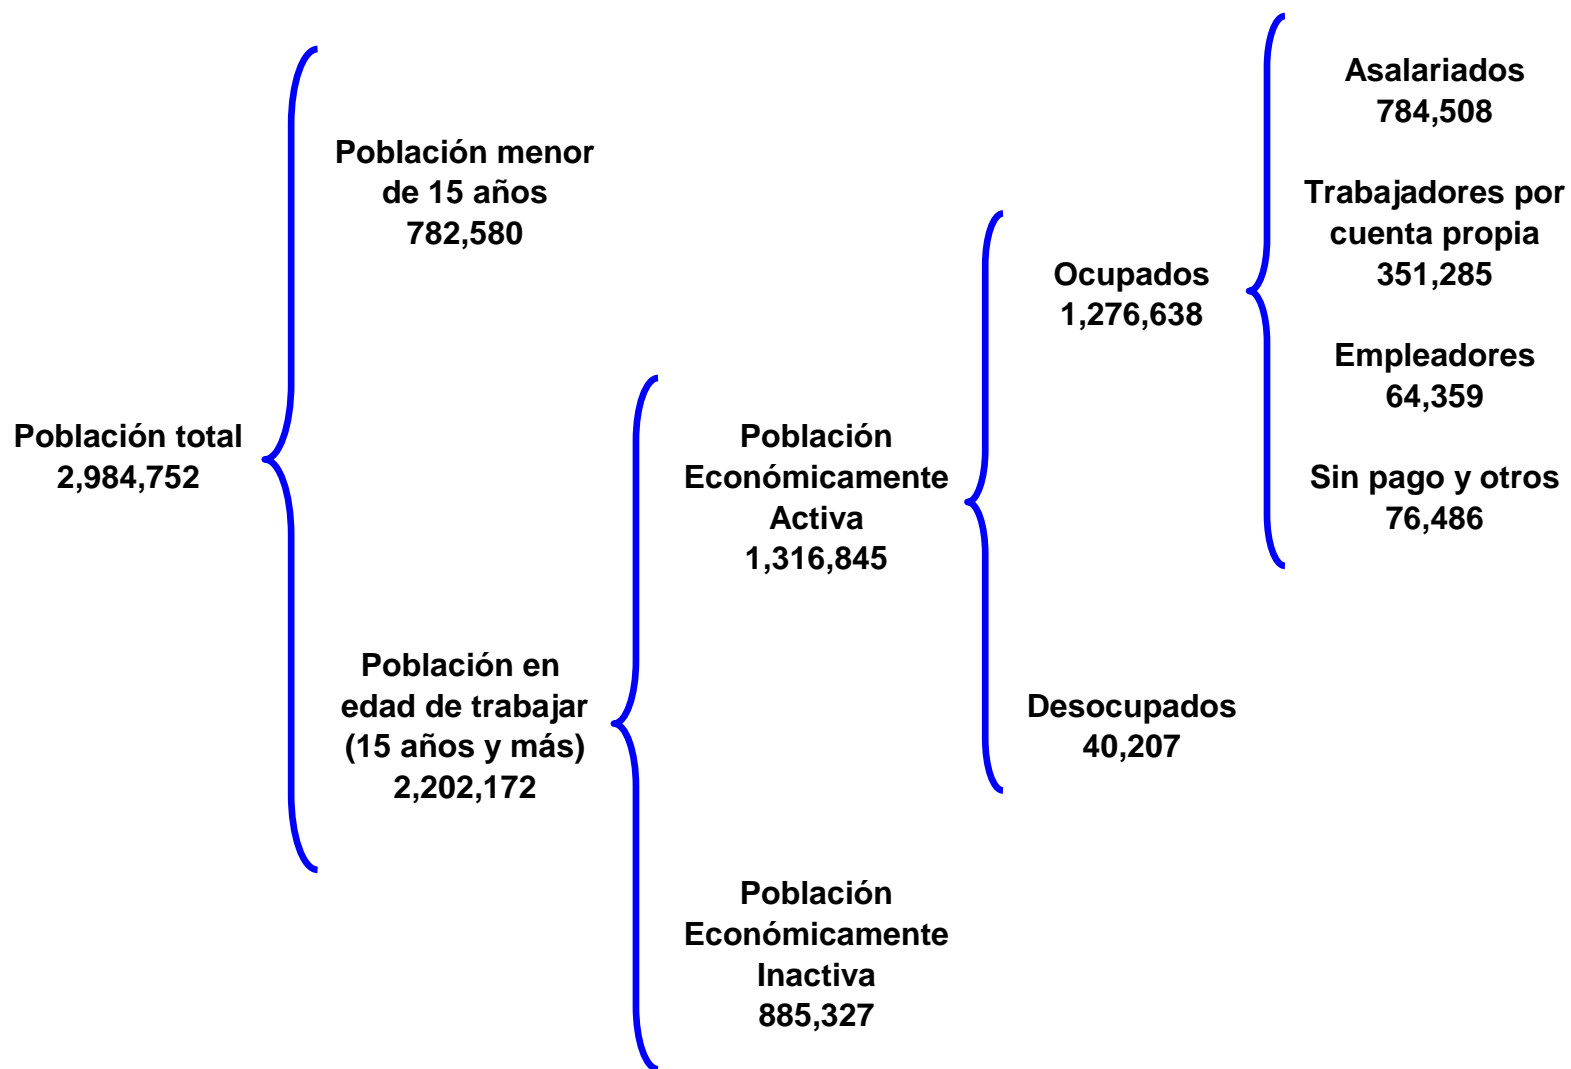 Población total
2,984,752
Población menor
de 15 años
782,580
Población en
edad de trabajar
(15 años y más)
2,202,172
Población
Económicamente
Activa
1,316,845
Población
Económicamente
Inactiva
885,327
Ocupados
1,276,638
Desocupados
40,207
Asalariados
784,508
Trabajadores por
cuenta propia
351,285
Empleadores
64,359
Sin pago y otros
76,486